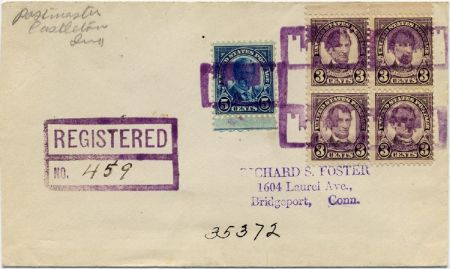 Postmaster
Castleton
Ind
UNITED STATES POSTAGE
5 5
CENTS
UNITED STATES POSTAGE
3 3
CENTS
UNITED STATES POSTAGE
3 3
CENTS
UNITED STATES POSTAGE
3 3
CENTS
UNITED STATES POSTAGE
3 3
CENTS
REGISTERED
NO. 459
RICHARD S. FOSTER
1604 Laurel Ave.,
Bridgeport, Conn.
35372